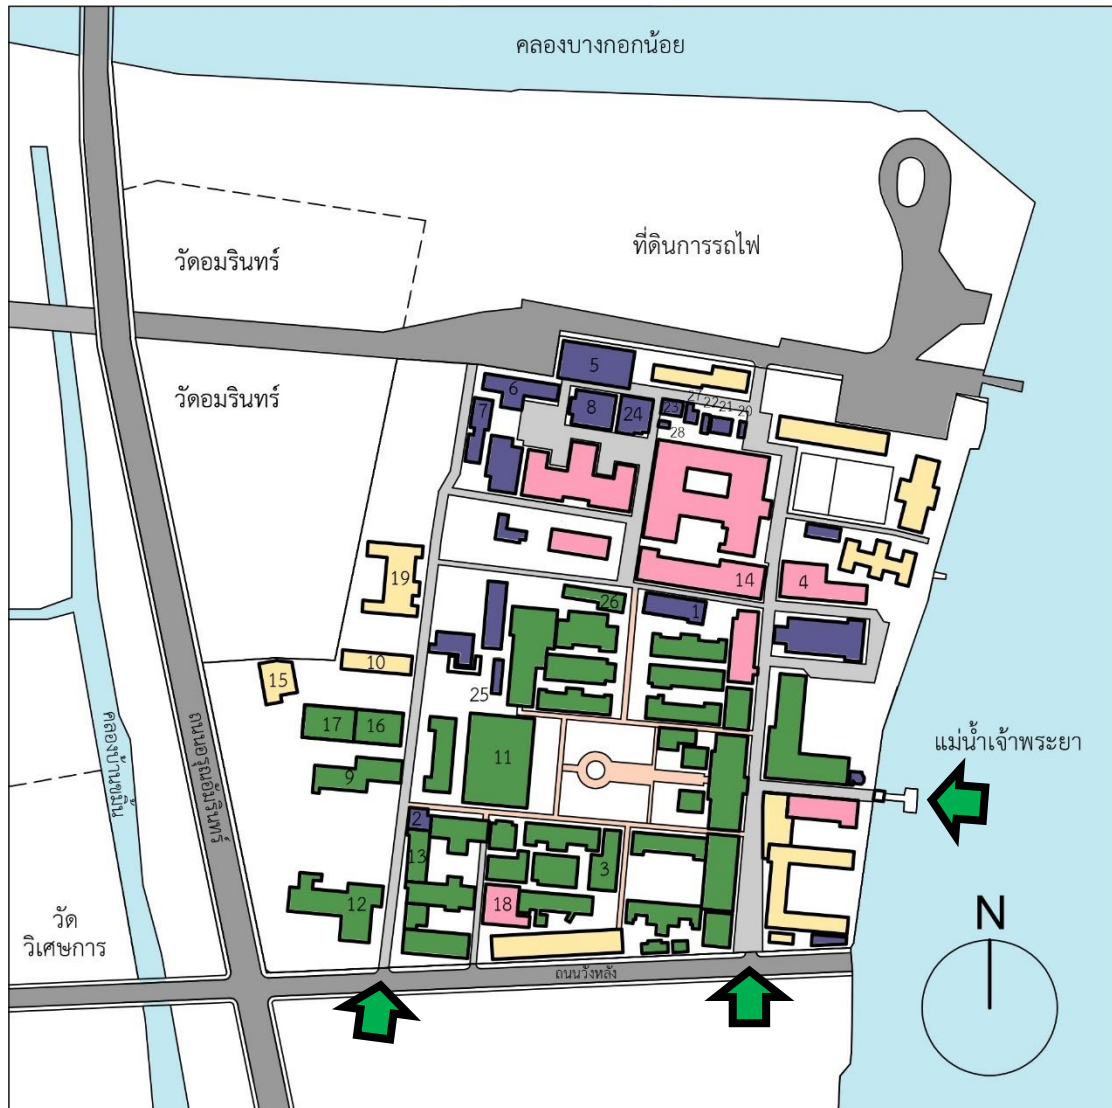 คลองบางกอกน้อย
ที่ดินการรถไฟ
วัดอมรินทร์
5
6
27
7
8
24
23
22
21
20
28
วัดอมรินทร์
19
14
4
26
1
10
15
25
17
16
11
แม่น้ำเจ้าพระยา
9
คลองบ้านขมิ้น
ถนนอรุณอัมรินทร์
2
13
3
12
18
วัด
วิเศษการ
N
ถนนวังหลัง